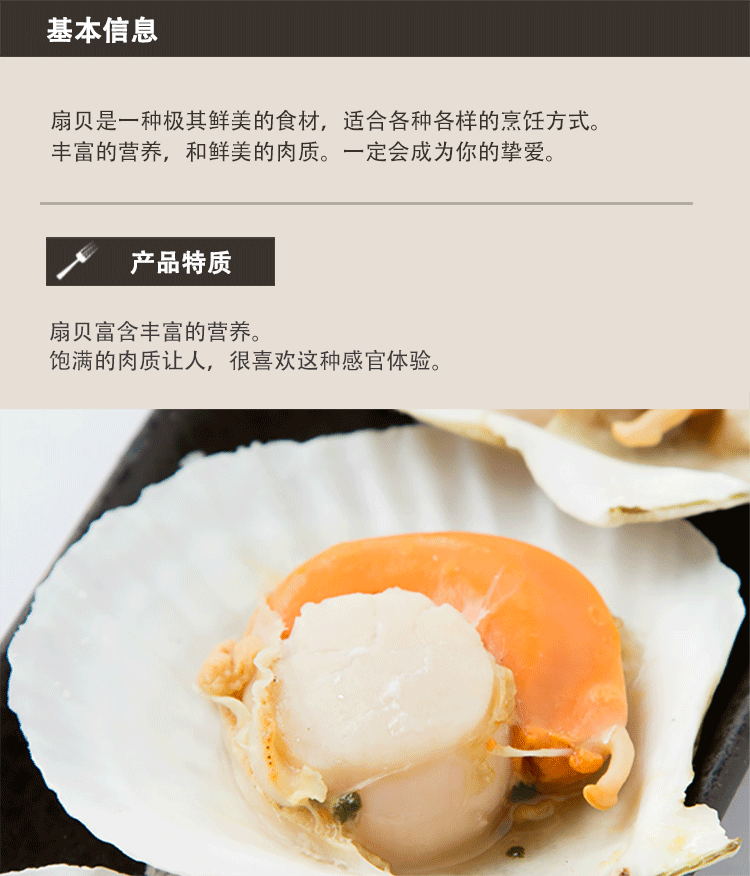 基本信息
扇贝是一种极其鲜美的食材，适合各种各样的烹饪方式。
丰富的营养，和鲜美的肉质。一定会成为你的挚爱。
产品特质
扇贝富含丰富的营养。
饱满的肉质让人，很喜欢这种感官体验。